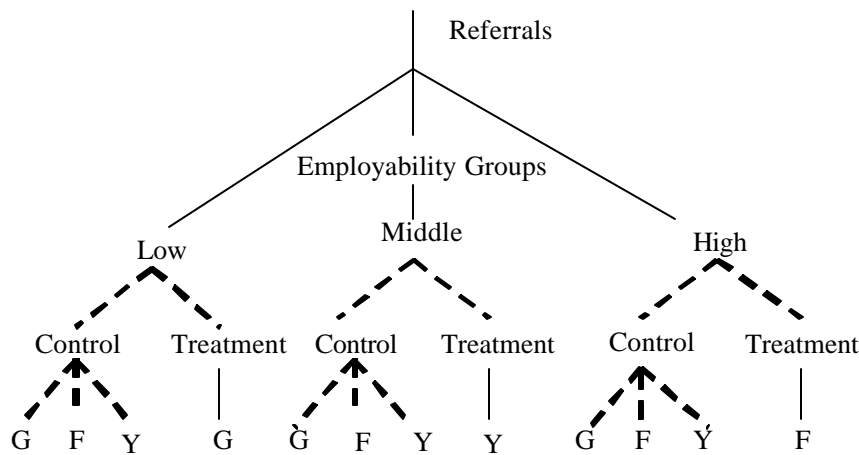 Referrals
Employability Groups
Low Middle High
Control Treatment Control Treatment Control Treatment
G F Y G G F Y Y G F Y F